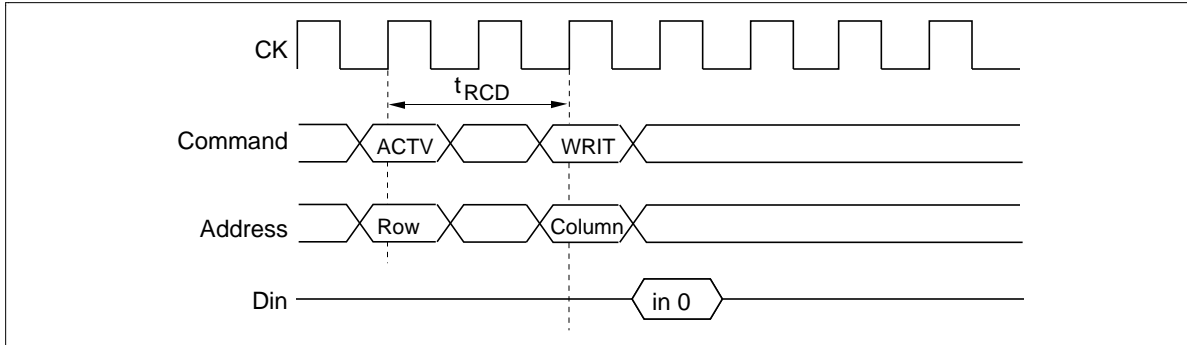 CK
tRCD
Command ACTV WRIT
Address Row Column
Din in 0